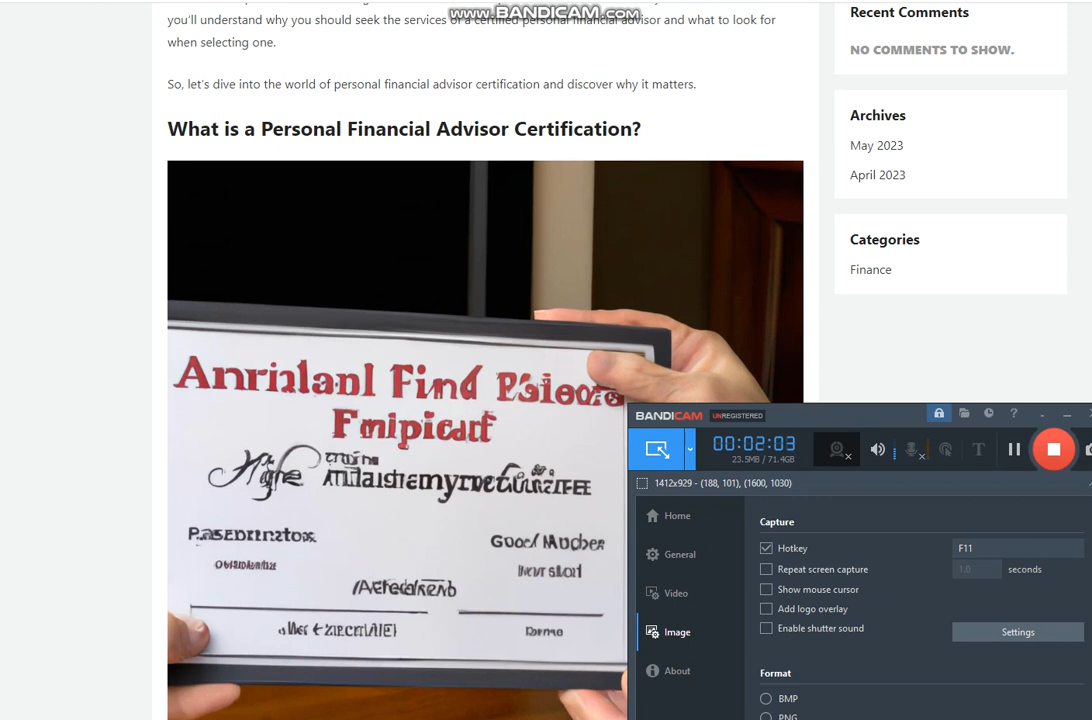 www.BANDICAM.com
you'll understand why you should seek the services of a certified personal financial advisor and what to look for
when selecting one.
So, let's dive into the world of personal financial advisor certification and discover why it matters.
What is a Personal Financial Advisor Certification?
Recent Comments
NO COMMENTS TO SHOW.
Archives
May 2023
April 2023
Categories
Finance
BANDICAM UNREGISTERED
00:02:03
23.5MB / 71.4GB
1412x929 - (188, 101), (1600, 1030)
Home
General
Video
Image
About
Capture
Hotkey F11
Repeat screen capture 1.0 seconds
Show mouse cursor
Add logo overlay
Enable shutter sound
Settings
Format
BMP
PNG